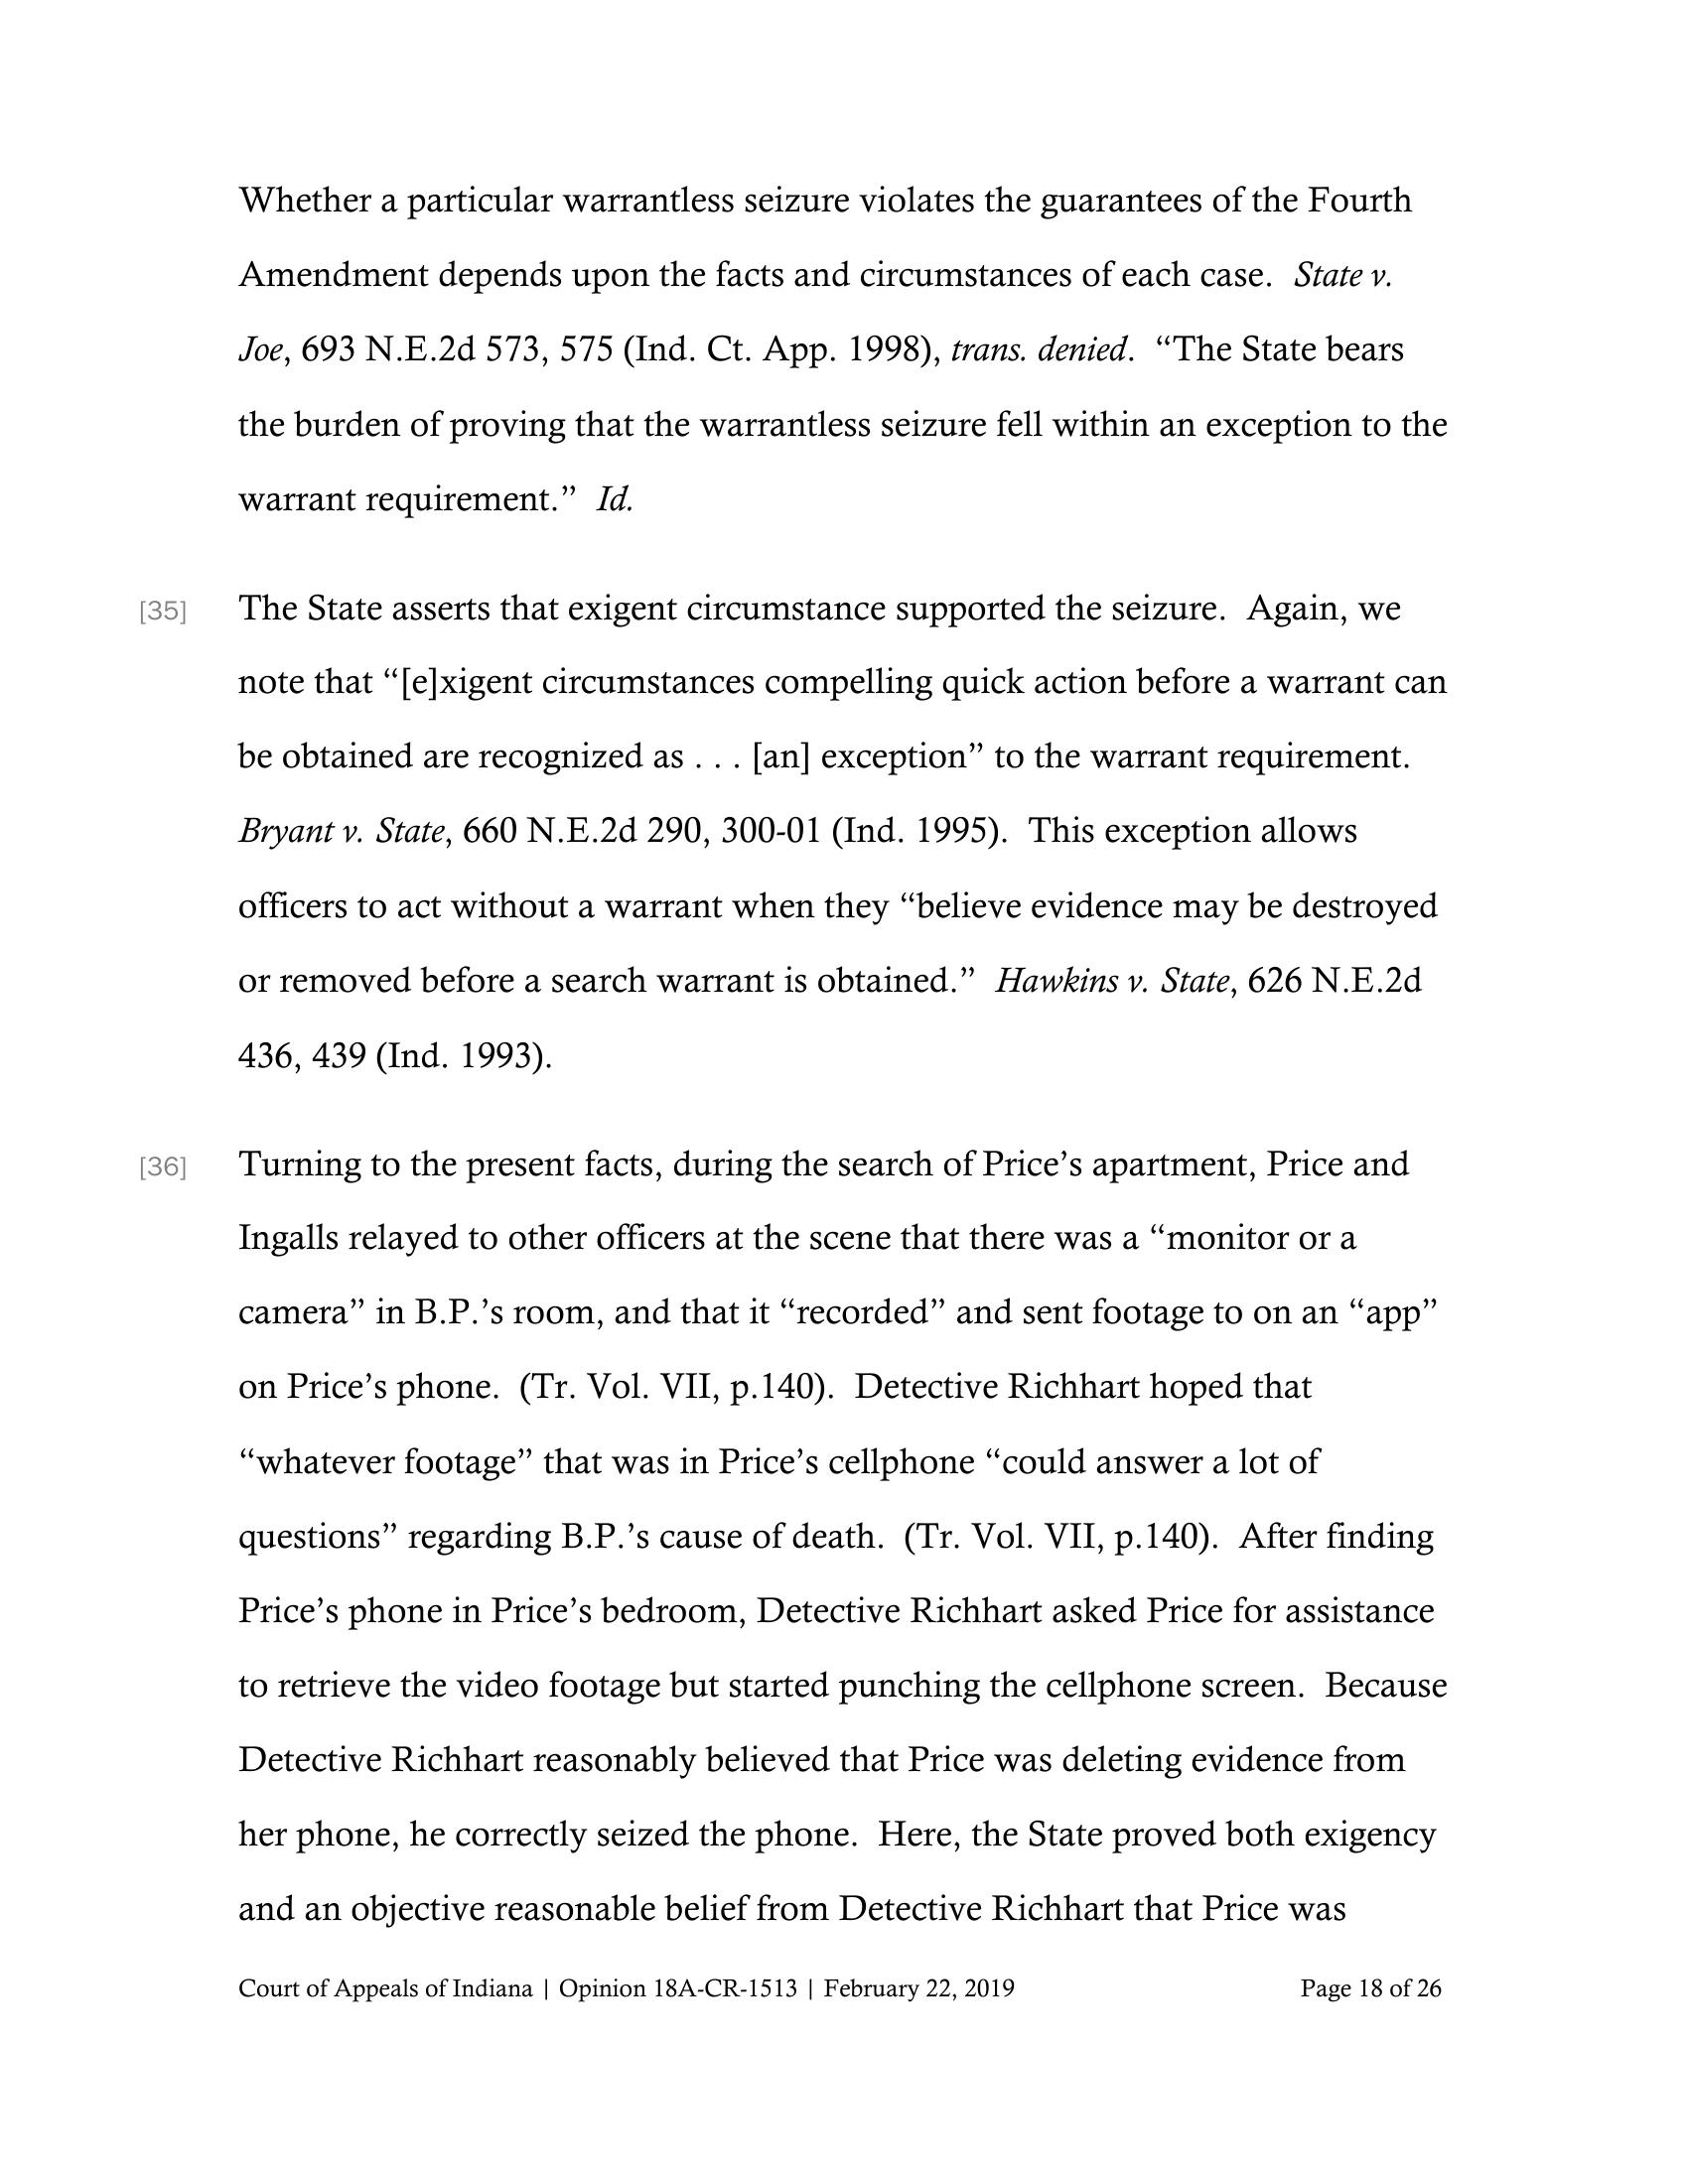 Whether a particular warrantless seizure violates the guarantees of the Fourth
Amendment depends upon the facts and circumstances of each case.  State v.
Joe, 693 N.E.2d 573, 575 (Ind. Ct. App. 1998), trans. denied.  “The State bears
the burden of proving that the warrantless seizure fell within an exception to the
warrant requirement.”  Id.
[35] The State asserts that exigent circumstance supported the seizure.  Again, we
note that “[e]xigent circumstances compelling quick action before a warrant can
be obtained are recognized as . . . [an] exception” to the warrant requirement.
Bryant v. State, 660 N.E.2d 290, 300-01 (Ind. 1995).  This exception allows
officers to act without a warrant when they “believe evidence may be destroyed
or removed before a search warrant is obtained.”  Hawkins v. State, 626 N.E.2d
436, 439 (Ind. 1993).
[36] Turning to the present facts, during the search of Price’s apartment, Price and
Ingalls relayed to other officers at the scene that there was a “monitor or a
camera” in B.P.’s room, and that it “recorded” and sent footage to on an “app”
on Price’s phone.  (Tr. Vol. VII, p.140).  Detective Richhart hoped that
“whatever footage” that was in Price’s cellphone “could answer a lot of
questions” regarding B.P.’s cause of death.  (Tr. Vol. VII, p.140).  After finding
Price’s phone in Price’s bedroom, Detective Richhart asked Price for assistance
to retrieve the video footage but started punching the cellphone screen.  Because
Detective Richhart reasonably believed that Price was deleting evidence from
her phone, he correctly seized the phone.  Here, the State proved both exigency
and an objective reasonable belief from Detective Richhart that Price was
Court of Appeals of Indiana | Opinion 18A-CR-1513 | February 22, 2019 Page 18 of 26